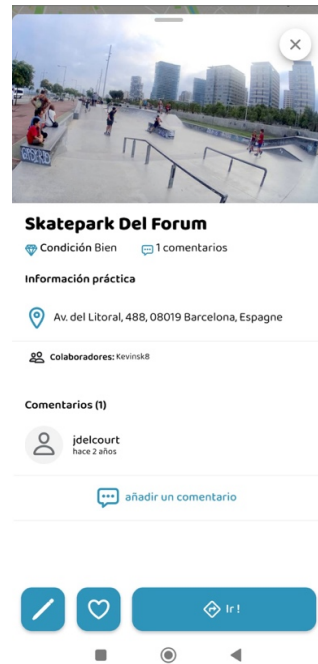 Skatepark Del Forum
Condición Bien
1 comentarios
Información práctica
Av. del Litoral, 488, 08019 Barcelona, Espagne
Colaboradores: Kevinsk8
Comentarios (1)
jdelcourt
hace 2 años
añadir un comentario
Ir !